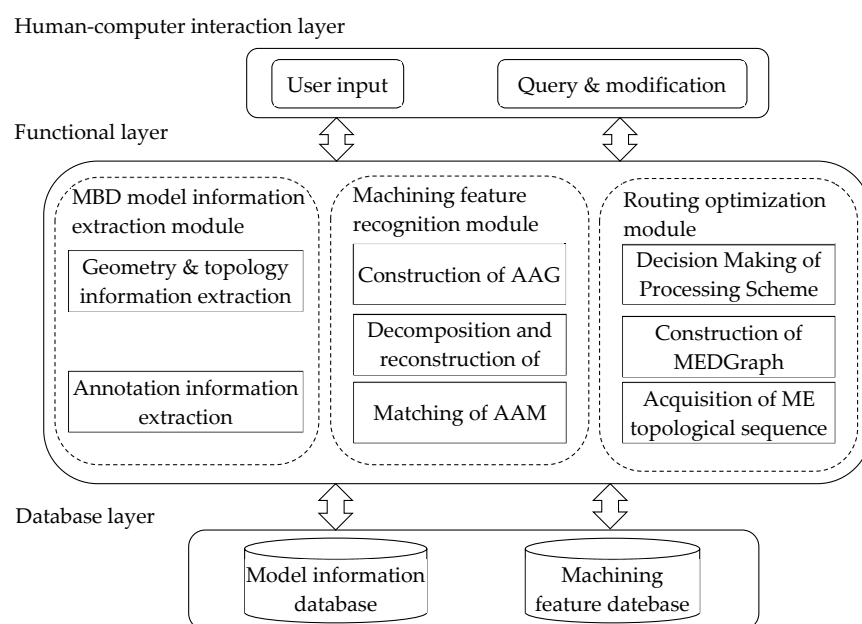 Human-computer interaction layer
User input
Query & modification
Functional layer
MBD model information
extraction module
Geometry & topology
information extraction
Annotation information
extraction
Machining feature
recognition module
Construction of AAG
Decomposition and
reconstruction of
Matching of AAM
Routing optimization
module
Decision Making of
Processing Scheme
Construction of
MEDGraph
Acquisition of ME
topological sequence
Database layer
Model information
database
Machining
feature datebase